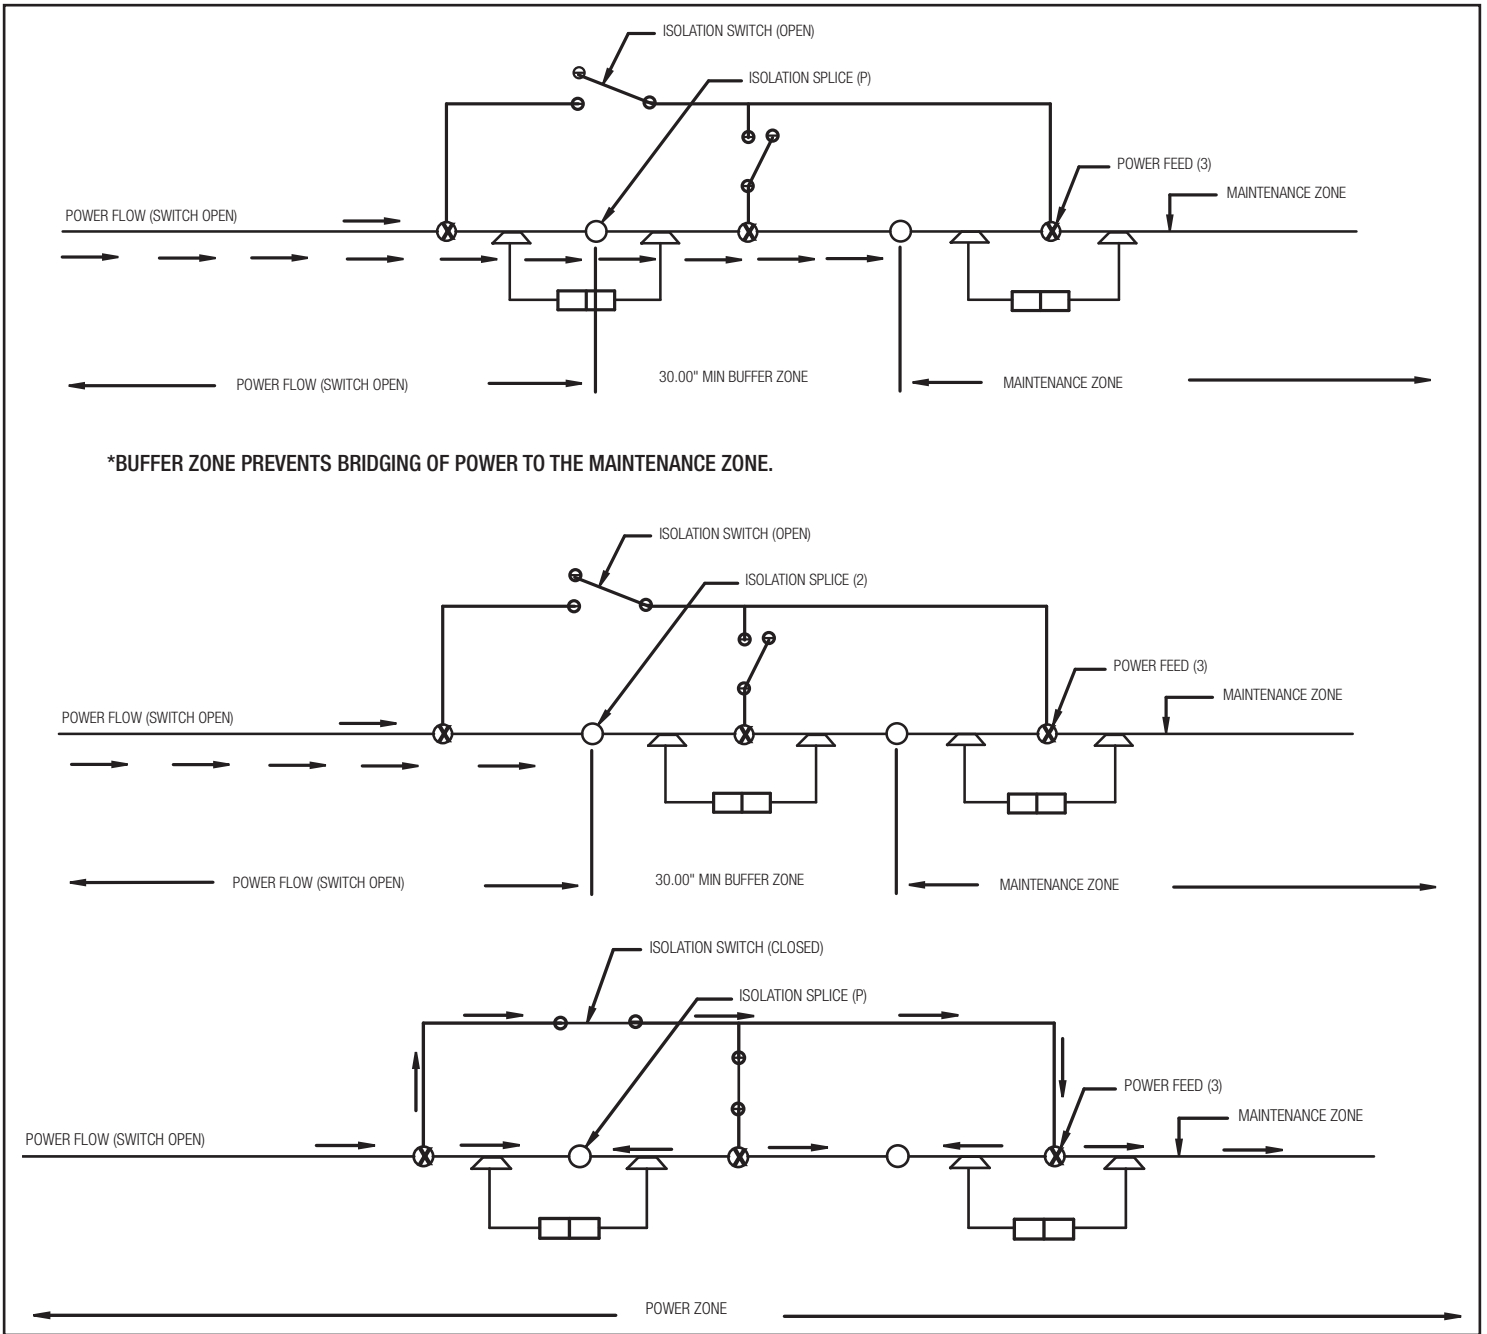 ISOLATION SWITCH (OPEN)
ISOLATION SPLICE (P)
POWER FEED (3)
MAINTENANCE ZONE
POWER FLOW (SWITCH OPEN)
POWER FLOW (SWITCH OPEN)
30.00" MIN BUFFER ZONE
MAINTENANCE ZONE
*BUFFER ZONE PREVENTS BRIDGING OF POWER TO THE MAINTENANCE ZONE.
ISOLATION SWITCH (OPEN)
ISOLATION SPLICE (2)
POWER FEED (3)
MAINTENANCE ZONE
POWER FLOW (SWITCH OPEN)
POWER FLOW (SWITCH OPEN)
30.00" MIN BUFFER ZONE
MAINTENANCE ZONE
ISOLATION SWITCH (CLOSED)
ISOLATION SPLICE (P)
POWER FEED (3)
MAINTENANCE ZONE
POWER FLOW (SWITCH OPEN)
POWER ZONE